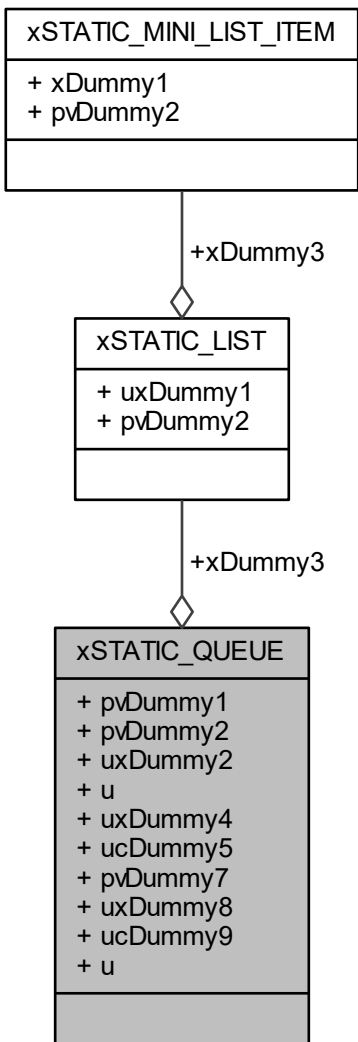 xSTATIC_MINI_LIST_ITEM
+ xDummy1
+ pvDummy2
+xDummy3
xSTATIC_LIST
+ uxDummy1
+ pvDummy2
+xDummy3
xSTATIC_QUEUE
+ pvDummy1
+ pvDummy2
+ uxDummy2
+ u
+ uxDummy4
+ ucDummy5
+ pvDummy7
+ uxDummy8
+ ucDummy9
+ u